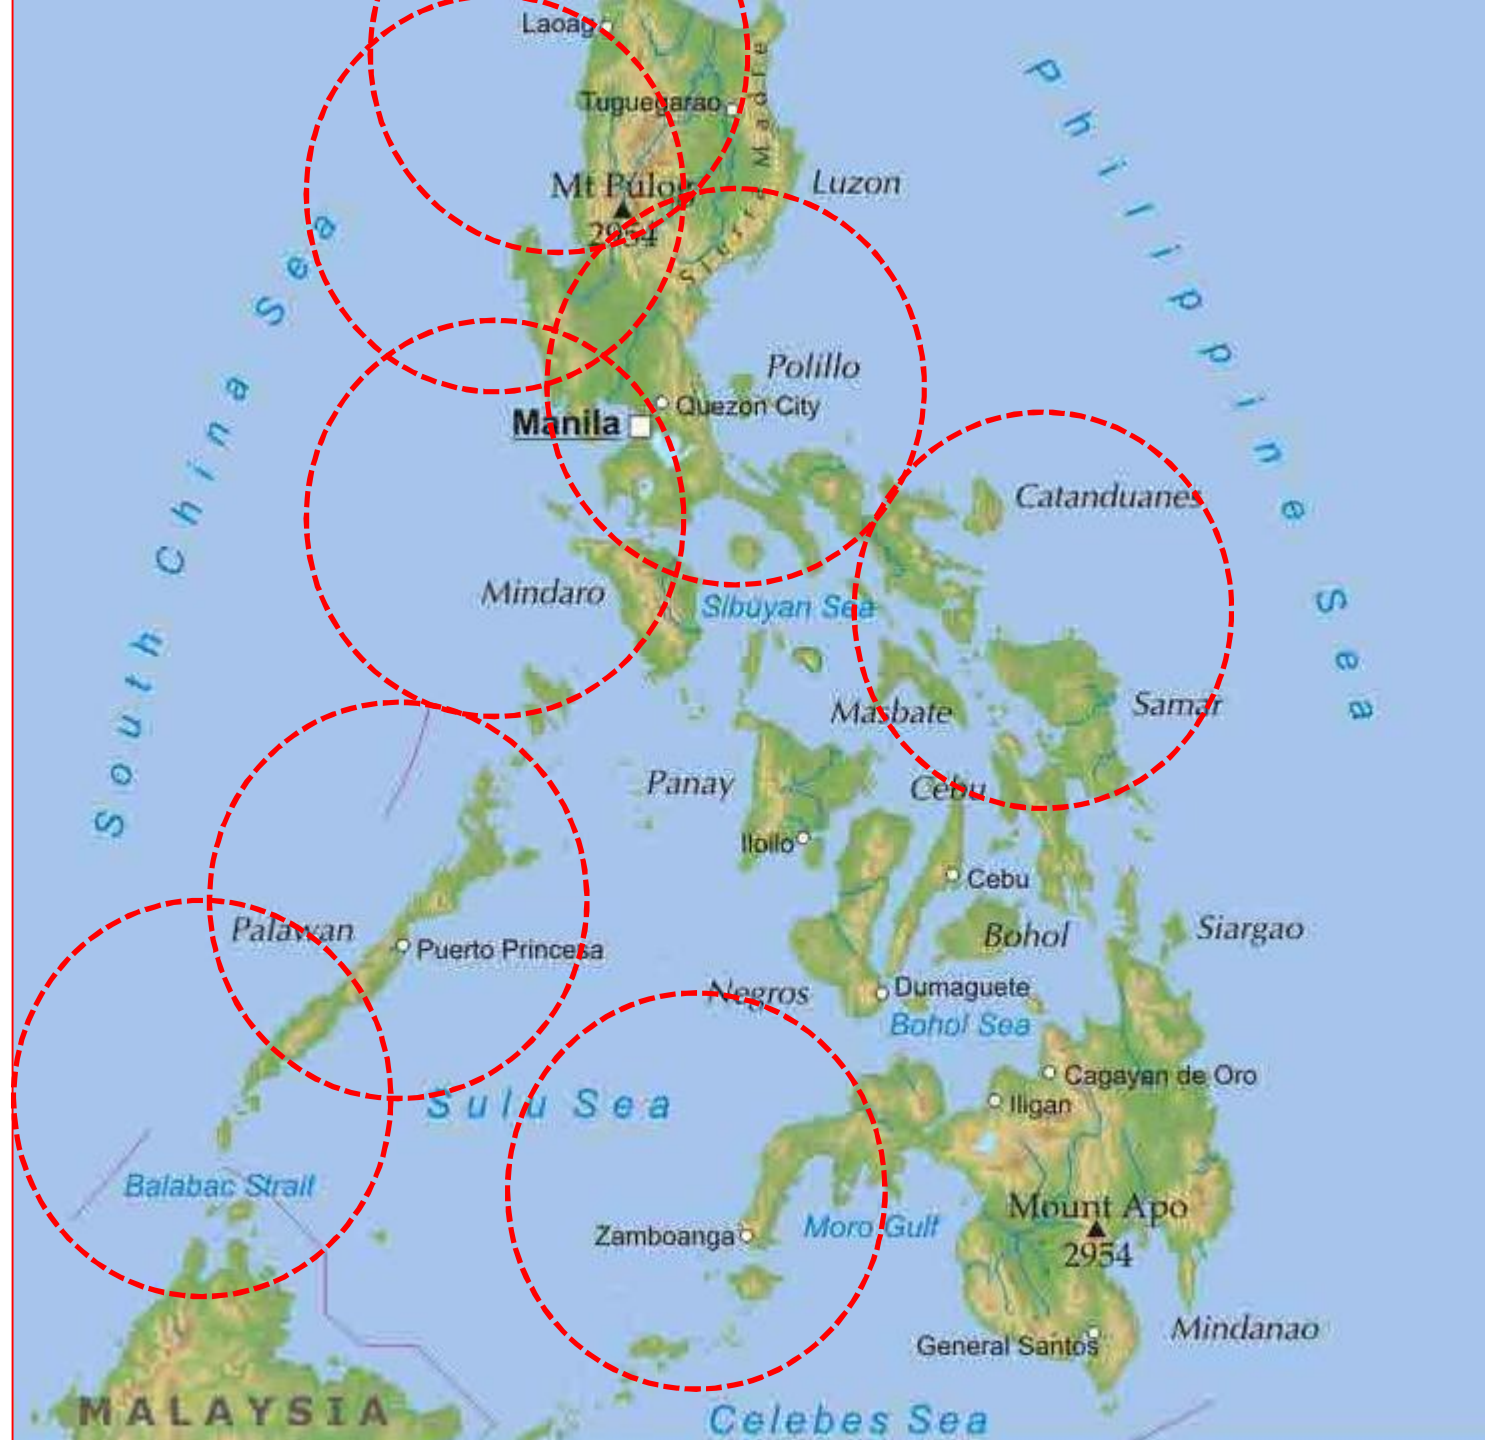 Laoag
Tuguegarao
Sierra Madre
Mt Pulog
2954
Luzon
Philippine Sea
South China Sea
Polillo
Quezon City
Manila
Catanduanes
Mindaro
Sibuyan Sea
Masbate
Samar
Panay
Cebu
Iloilo
Cebu
Palawan
Puerto Princesa
Bohol
Siargao
Negros
Dumaguete
Bohol Sea
Cagayan de Oro
Iligan
Sulu Sea
Balabac Strait
Mount Apo
2954
Moro Gulf
Zamboanga
General Santos
Mindanao
MALAYSIA
Celebes Sea